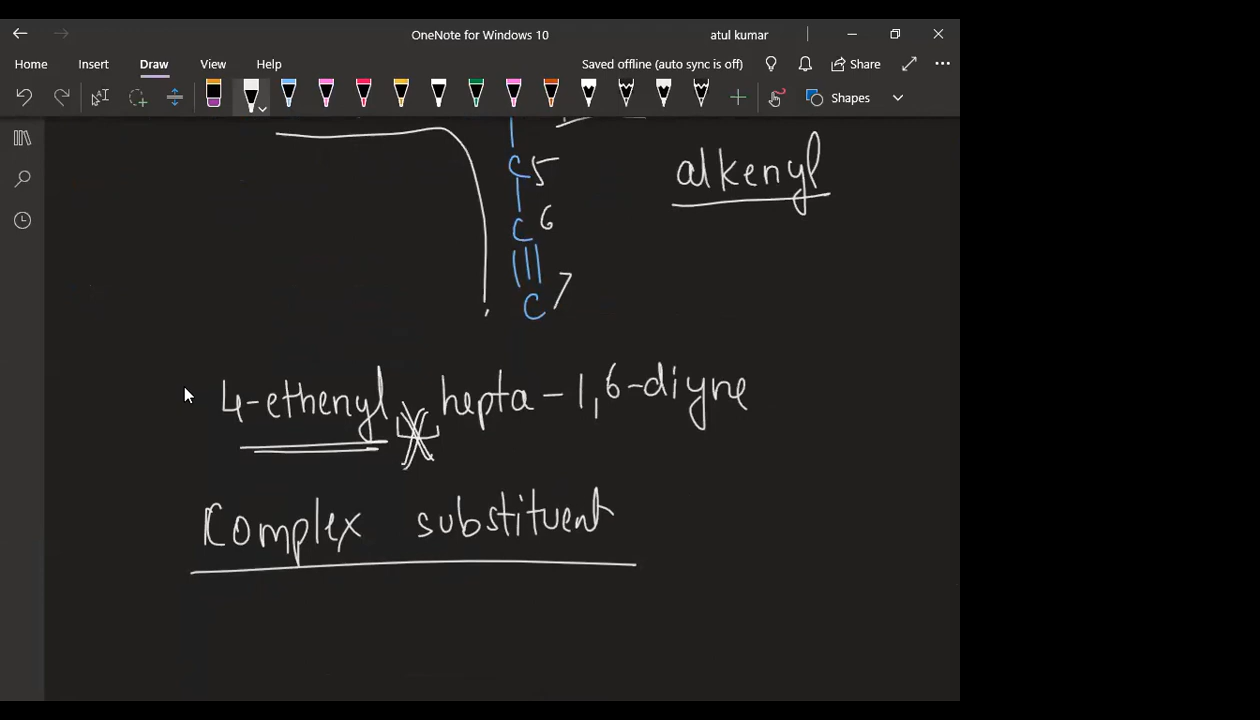 OneNote for Windows 10
atul kumar
Home Insert Draw View Help
Saved offline (auto sync is off)
Share
Shapes
alkenyl
C 5
C 6
C 7
4-ethenyl hepta-1,6-diyne
Complex substituent